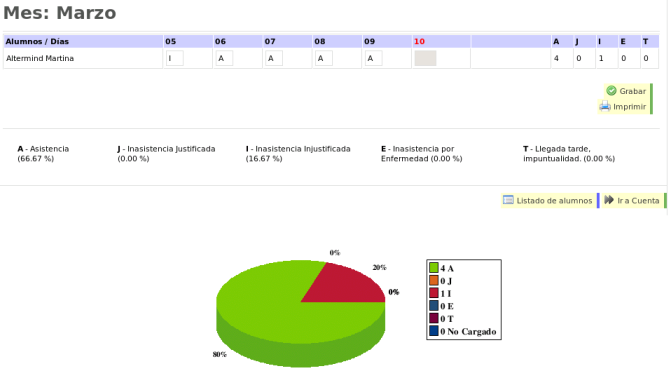 Mes: Marzo
Alumnos / Días 05 06 07 08 09 10 A J I E T
Altermind Martina I A A A A 4 0 1 0 0
Grabar
Imprimir
A - Asistencia (66.67 %)
J - Inasistencia Justificada (0.00 %)
I - Inasistencia Injustificada (16.67 %)
E - Inasistencia por Enfermedad (0.00 %)
T - Llegada tarde, impuntualidad. (0.00 %)
Listado de alumnos
Ir a Cuenta
0%
20%
0%
80%
4 A
0 J
1 I
0 E
0 T
0 No Cargado